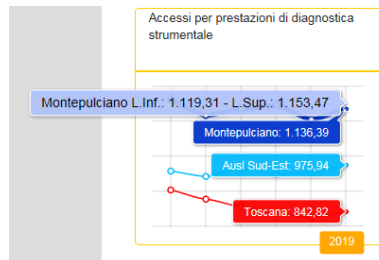 Accessi per prestazioni di diagnostica
strumentale
Montepulciano L.Inf.: 1.119,31 - L.Sup.: 1.153,47
Montepulciano: 1.136,39
Ausl Sud-Est: 975,94
Toscana: 842,82
2019